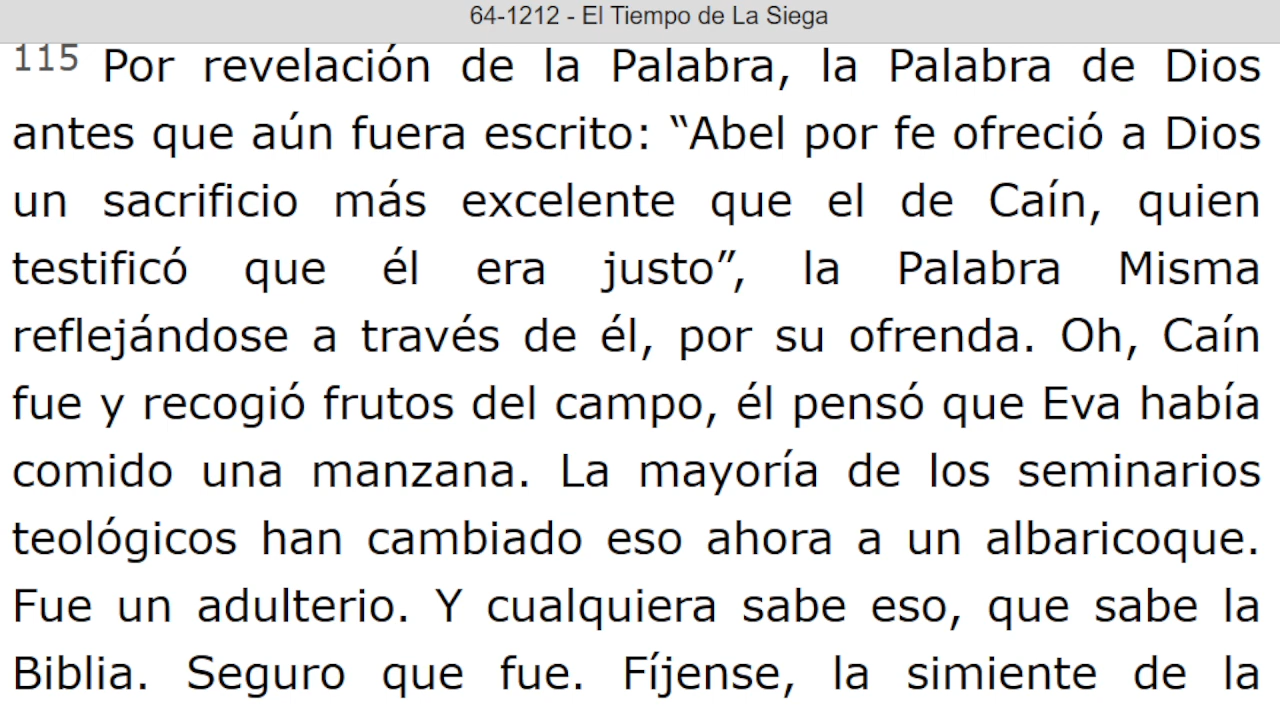 64-1212 - El Tiempo de La Siega
115 Por revelación de la Palabra, la Palabra de Dios
antes que aún fuera escrito: “Abel por fe ofreció a Dios
un sacrificio más excelente que el de Caín, quien
testificó que él era justo”, la Palabra Misma
reflejándose a través de él, por su ofrenda. Oh, Caín
fue y recogió frutos del campo, él pensó que Eva había
comido una manzana. La mayoría de los seminarios
teológicos han cambiado eso ahora a un albaricoque.
Fue un adulterio. Y cualquiera sabe eso, que sabe la
Biblia. Seguro que fue. Fíjense, la simiente de la